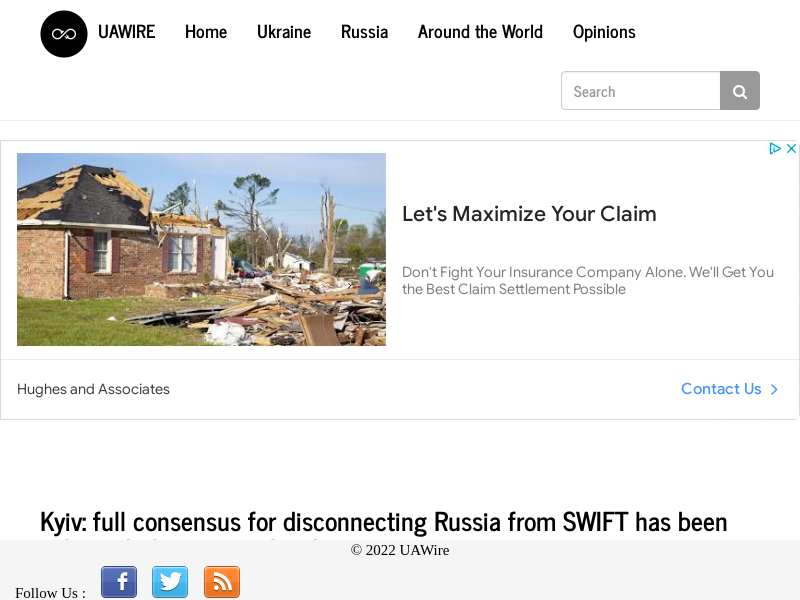 UAWIRE Home Ukraine Russia Around the World Opinions
Search
Let's Maximize Your Claim
Don't Fight Your Insurance Company Alone. We'll Get You
the Best Claim Settlement Possible
Hughes and Associates
Contact Us
Kyiv: full consensus for disconnecting Russia from SWIFT has been
© 2022 UAWire
Follow Us :